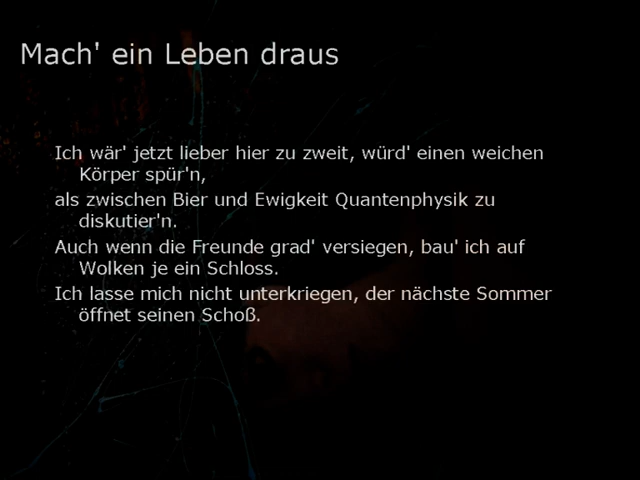 Mach' ein Leben draus
Ich wär' jetzt lieber hier zu zweit, würd' einen weichen
Körper spür'n,
als zwischen Bier und Ewigkeit Quantenphysik zu
diskutier'n.
Auch wenn die Freunde grad' versiegen, bau' ich auf
Wolken je ein Schloss.
Ich lasse mich nicht unterkriegen, der nächste Sommer
öffnet seinen Schoß.